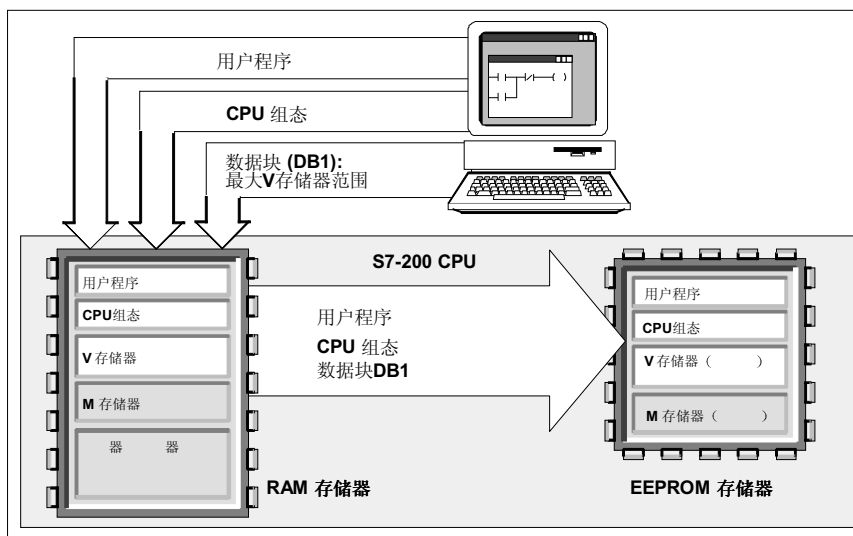 用户程序
CPU 组态
数据块 (DB1):
最大V存储器范围
S7-200 CPU
用户程序
CPU组态
V 存储器
M 存储器
器 器
用户程序
CPU 组态
数据块DB1
用户程序
CPU组态
V 存储器（ ）
M 存储器（ ）
RAM 存储器
EEPROM 存储器